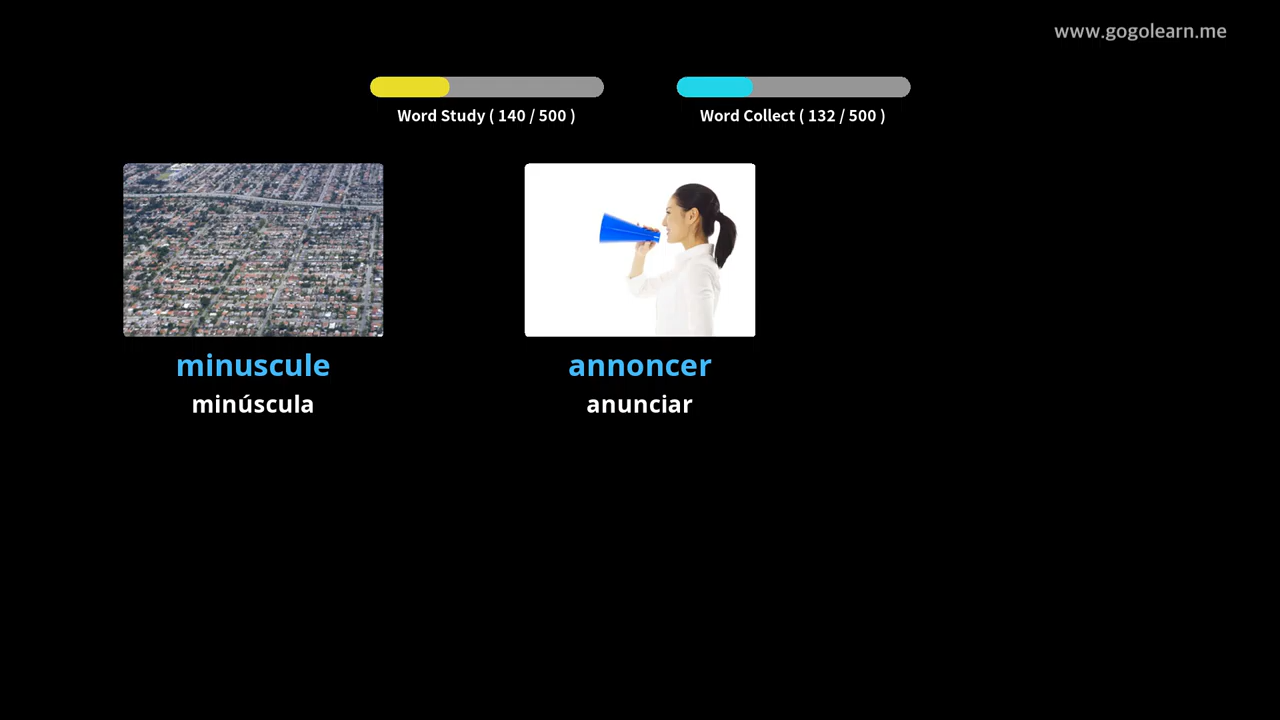 www.gogolearn.me
Word Study ( 140 / 500 )
Word Collect ( 132 / 500 )
minuscule
minúscula
annoncer
anunciar